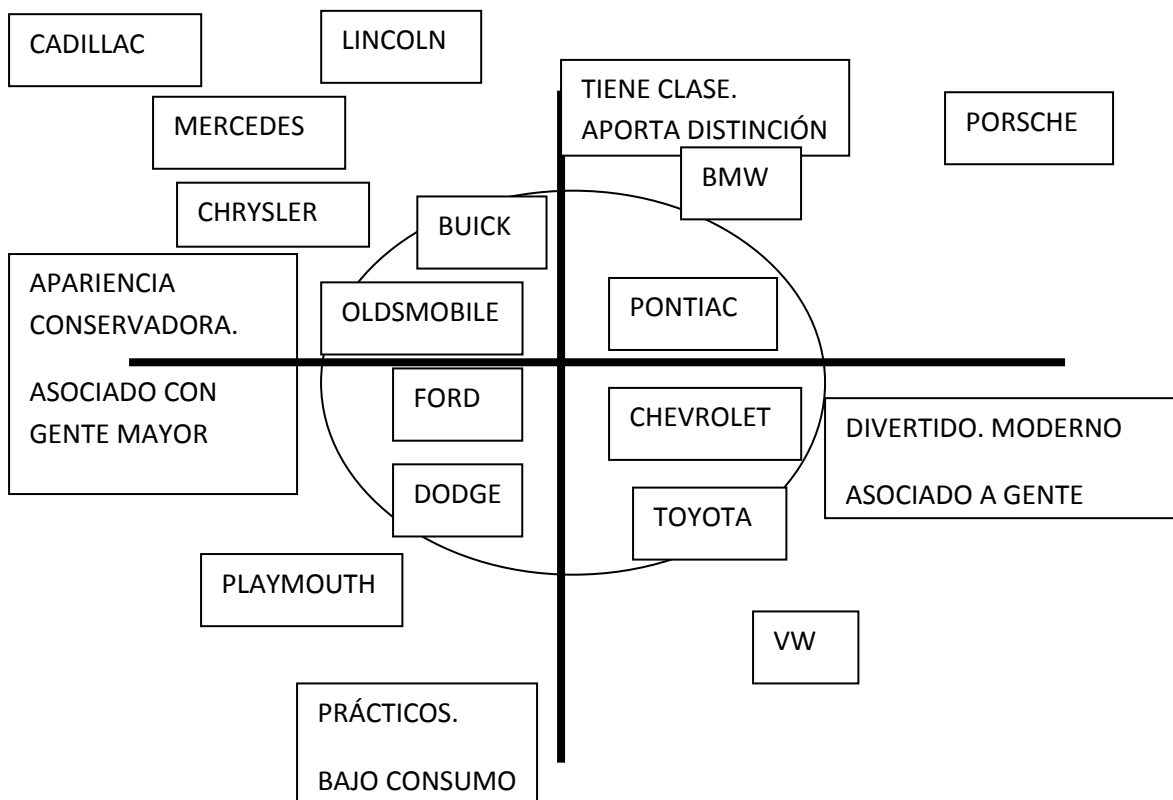 CADILLAC
LINCOLN
TIENE CLASE.
APORTA DISTINCIÓN
MERCEDES
PORSCHE
BMW
CHRYSLER
BUICK
APARIENCIA
CONSERVADORA.
ASOCIADO CON
GENTE MAYOR
OLDSMOBILE
PONTIAC
FORD
CHEVROLET
DIVERTIDO. MODERNO
ASOCIADO A GENTE
DODGE
TOYOTA
PLAYMOUTH
VW
PRÁCTICOS.
BAJO CONSUMO